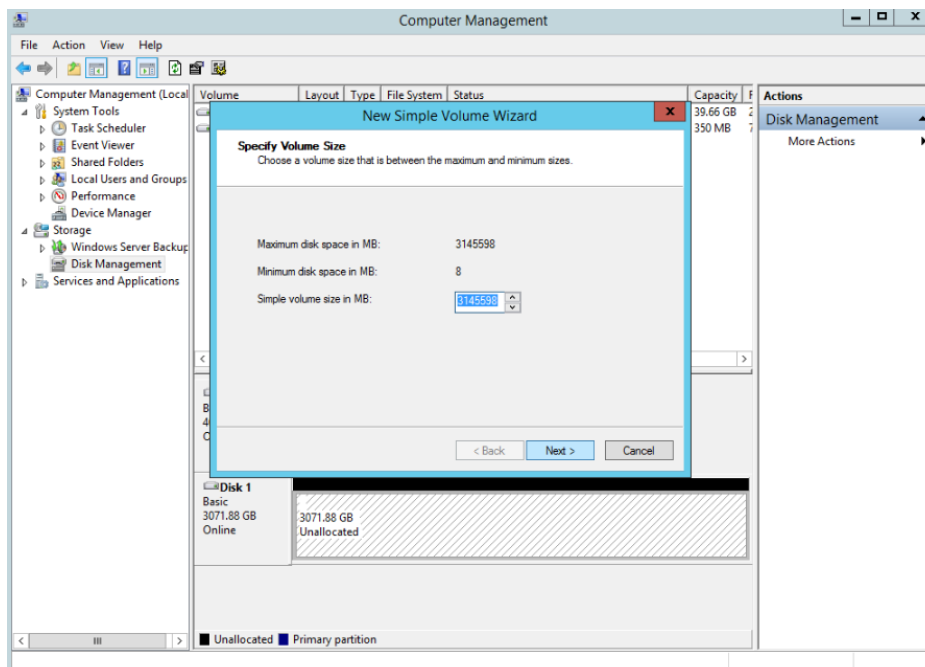 Computer Management
File Action View Help
Computer Management (Local
System Tools
Task Scheduler
Event Viewer
Shared Folders
Local Users and Groups
Performance
Device Manager
Storage
Windows Server Backup
Disk Management
Services and Applications
Volume Layout Type File System Status Capacity F
39.66 GB 2
350 MB 7
New Simple Volume Wizard
Specify Volume Size
Choose a volume size that is between the maximum and minimum sizes.
Maximum disk space in MB: 3145598
Minimum disk space in MB: 8
Simple volume size in MB: 3145598
< Back Next > Cancel
Disk 1
Basic
3071.88 GB
Online
3071.88 GB
Unallocated
Unallocated Primary partition
Actions
Disk Management
More Actions